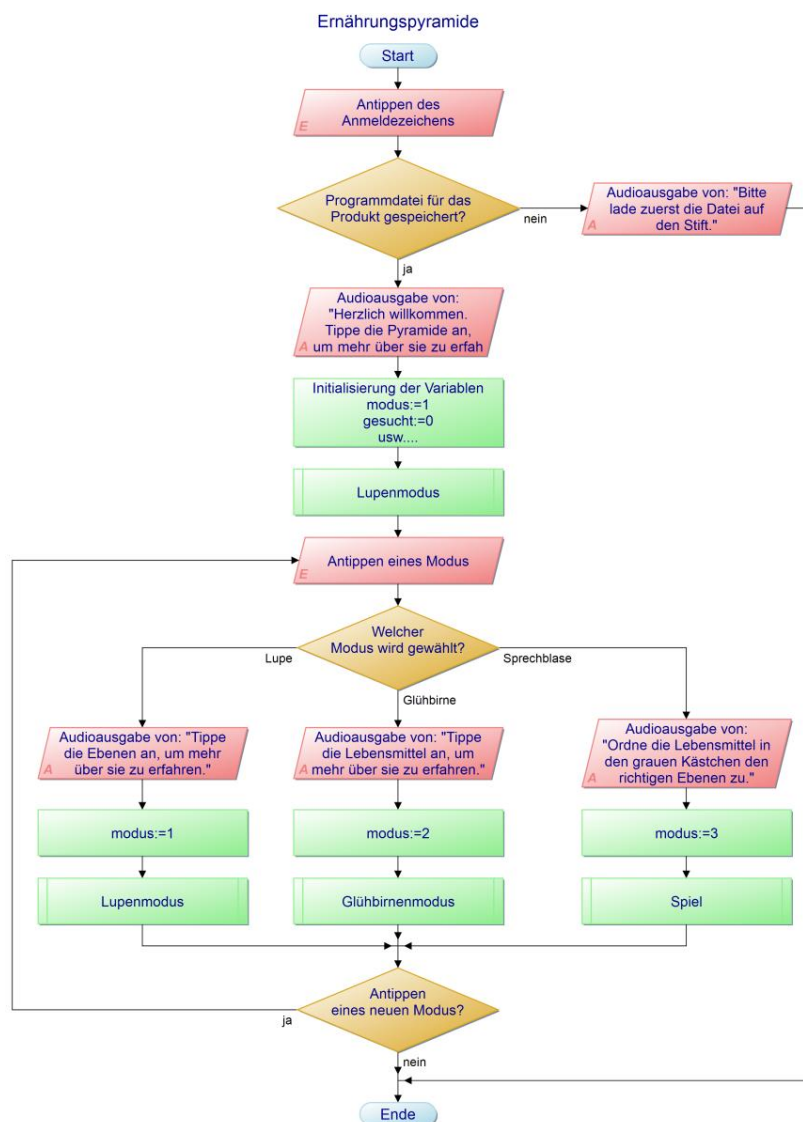 Ernährungspyramide
Start
Antippen des
Anmeldezeichens
E
Programmdatei für das
Produkt gespeichert?
nein
Audioausgabe von: "Bitte
lade zuerst die Datei auf
den Stift."
A
ja
Audioausgabe von:
"Herzlich willkommen.
Tippe die Pyramide an,
um mehr über sie zu erfah
A
Initialisierung der Variablen
modus:=1
gesucht:=0
usw....
Lupenmodus
Antippen eines Modus
E
Welcher
Modus wird gewählt?
Lupe
Glühbirne
Sprechblase
Audioausgabe von: "Tippe
die Ebenen an, um mehr
über sie zu erfahren."
A
Audioausgabe von: "Tippe
die Lebensmittel an, um
mehr über sie zu erfahren."
A
Audioausgabe von:
"Ordne die Lebensmittel in
den grauen Kästchen den
richtigen Ebenen zu."
A
modus:=1
modus:=2
modus:=3
Lupenmodus
Glühbirnenmodus
Spiel
Antippen
eines neuen Modus?
ja
nein
Ende